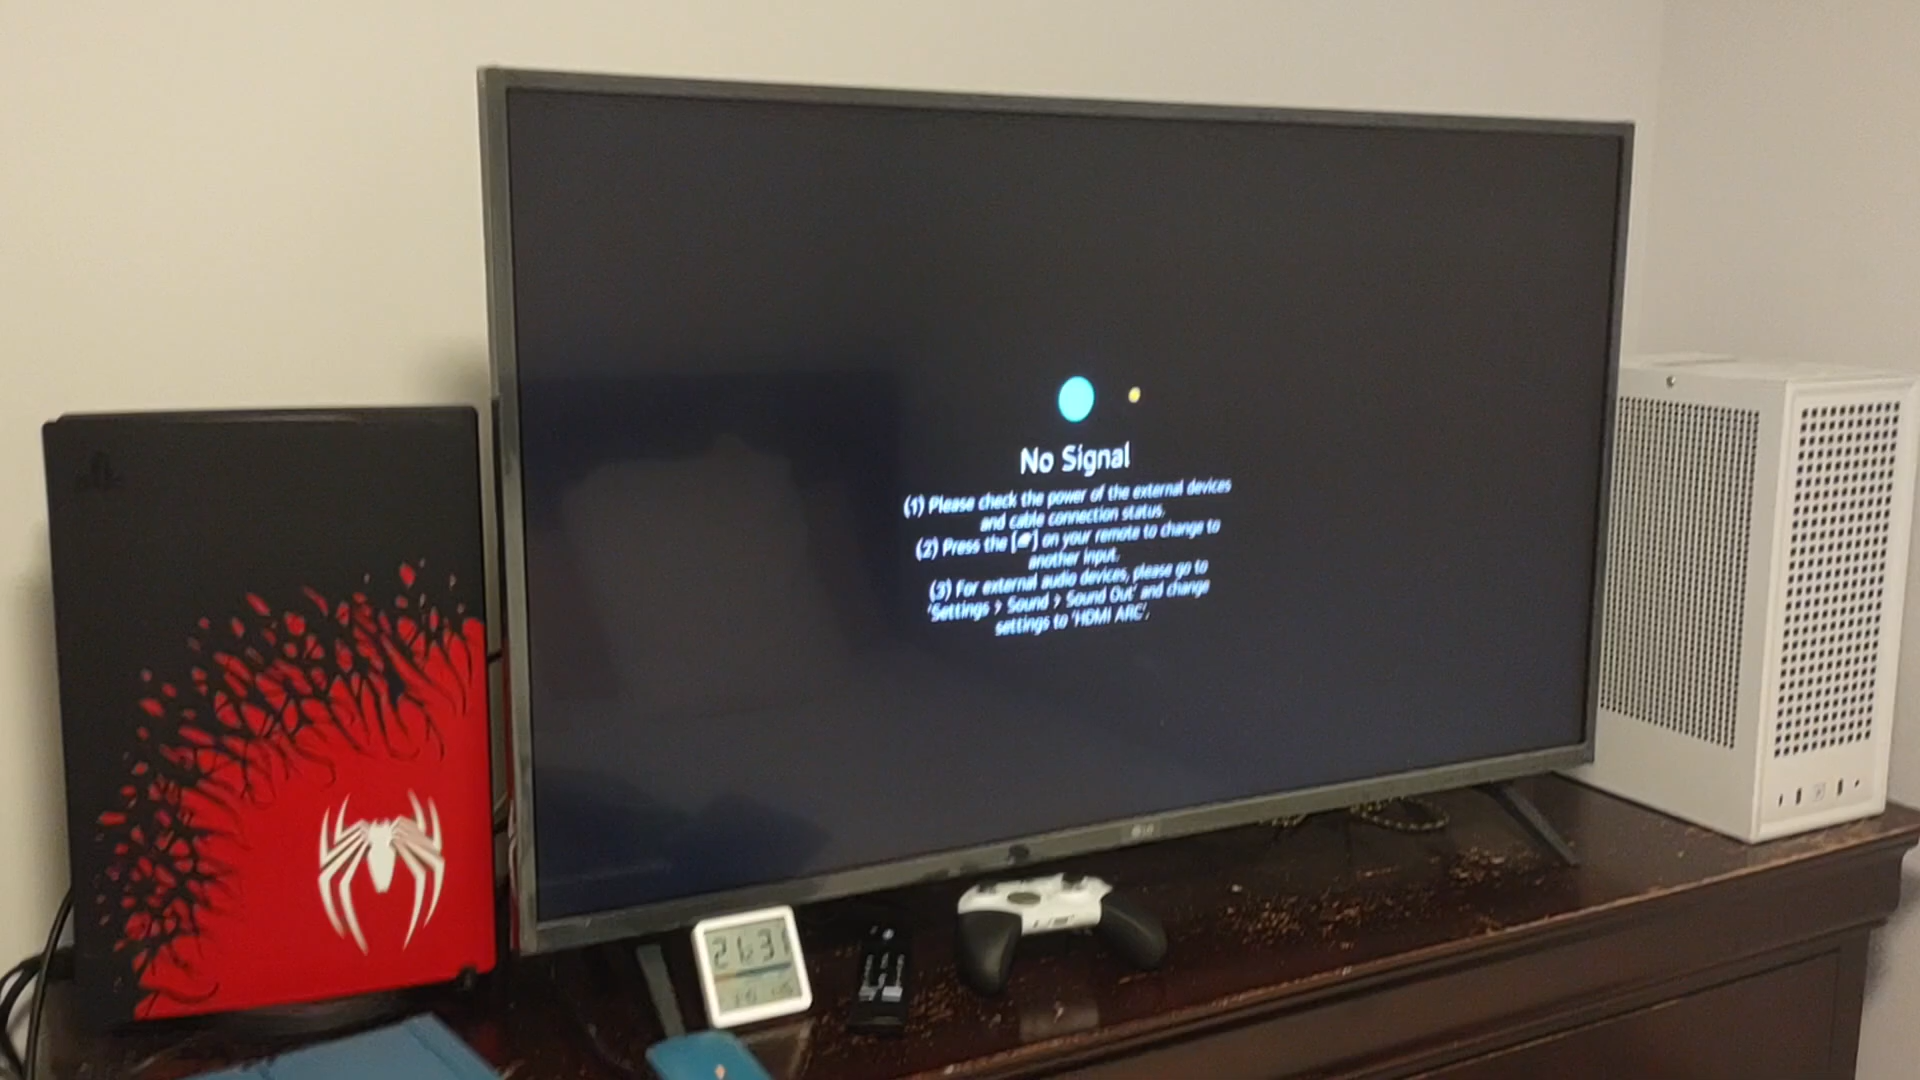 No Signal
(1) Please check the power of the external devices
and cable connection status.
(2) Press the [ ] on your remote to change to
another input.
(3) For external audio devices, please go to
'Settings > Sound > Sound Out' and change
settings to 'HDMI ARC'.
LG